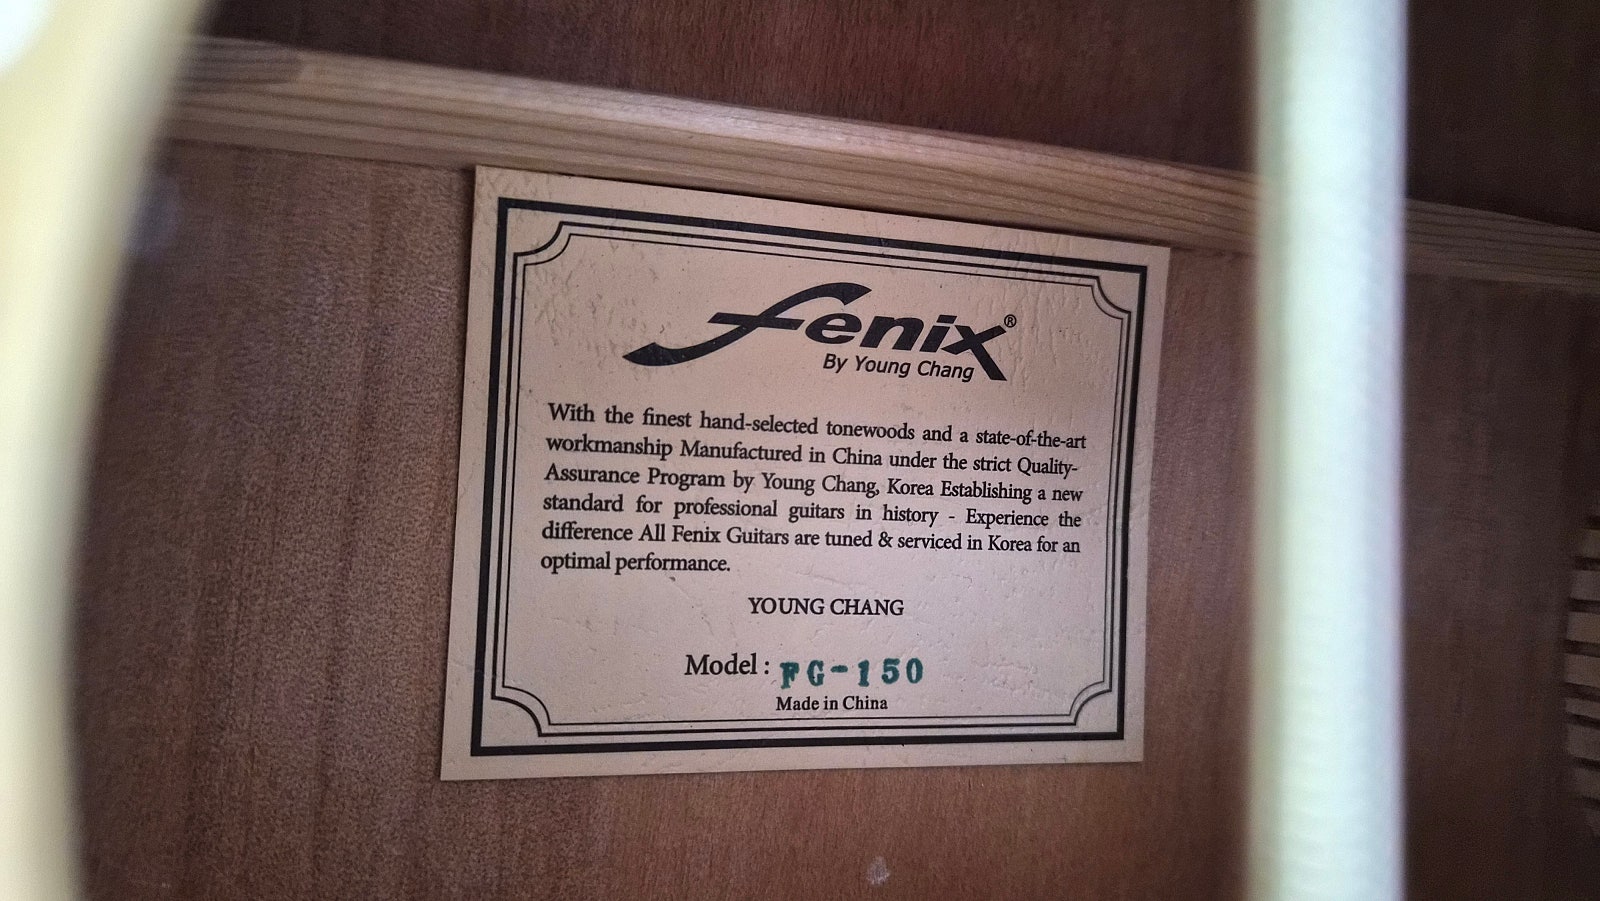 fenix®
By Young Chang
With the finest hand-selected tonewoods and a state-of-the-art
workmanship Manufactured in China under the strict Quality-
Assurance Program by Young Chang, Korea Establishing a new
standard for professional guitars in history - Experience the
difference All Fenix Guitars are tuned & serviced in Korea for an
optimal performance.
YOUNG CHANG
Model : FG-150
Made in China